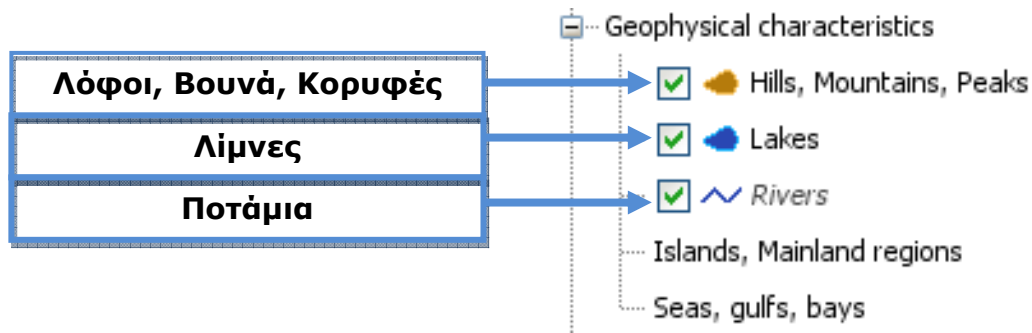 Geophysical characteristics
Λόφοι, Βουνά, Κορυφές
Hills, Mountains, Peaks
Λίμνες
Lakes
Ποτάμια
Rivers
Islands, Mainland regions
Seas, gulfs, bays